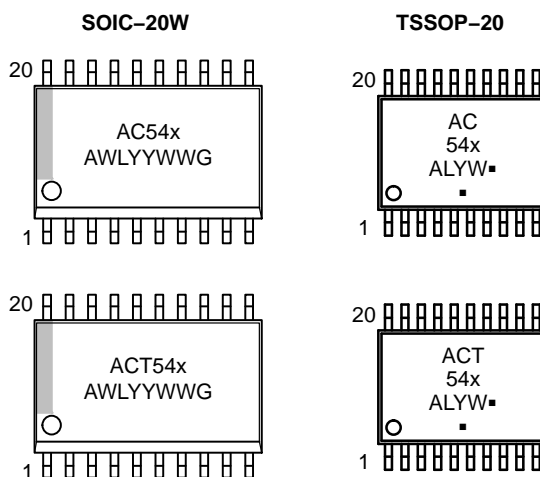 SOIC−20W
20
AC54x
AWLYYWWG
1
TSSOP−20
20
AC
54x
ALYW▪
▪
1
20
ACT54x
AWLYYWWG
1
20
ACT
54x
ALYW▪
▪
1